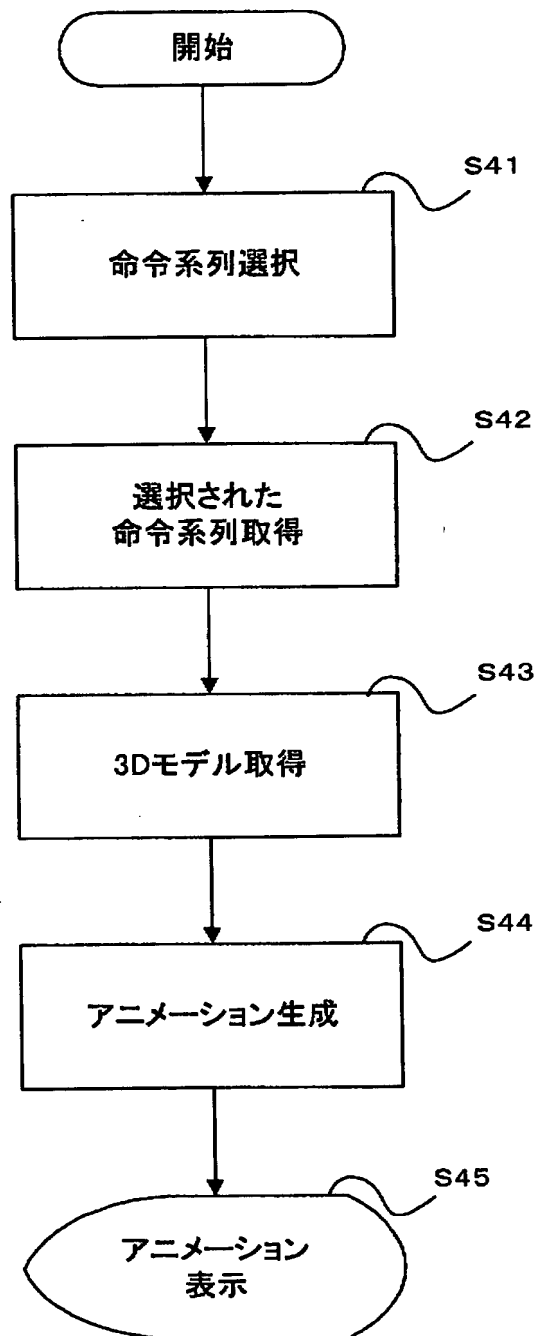 開始
S41
命令系列選択
S42
選択された
命令系列取得
S43
3Dモデル取得
S44
アニメーション生成
S45
アニメーション
表示